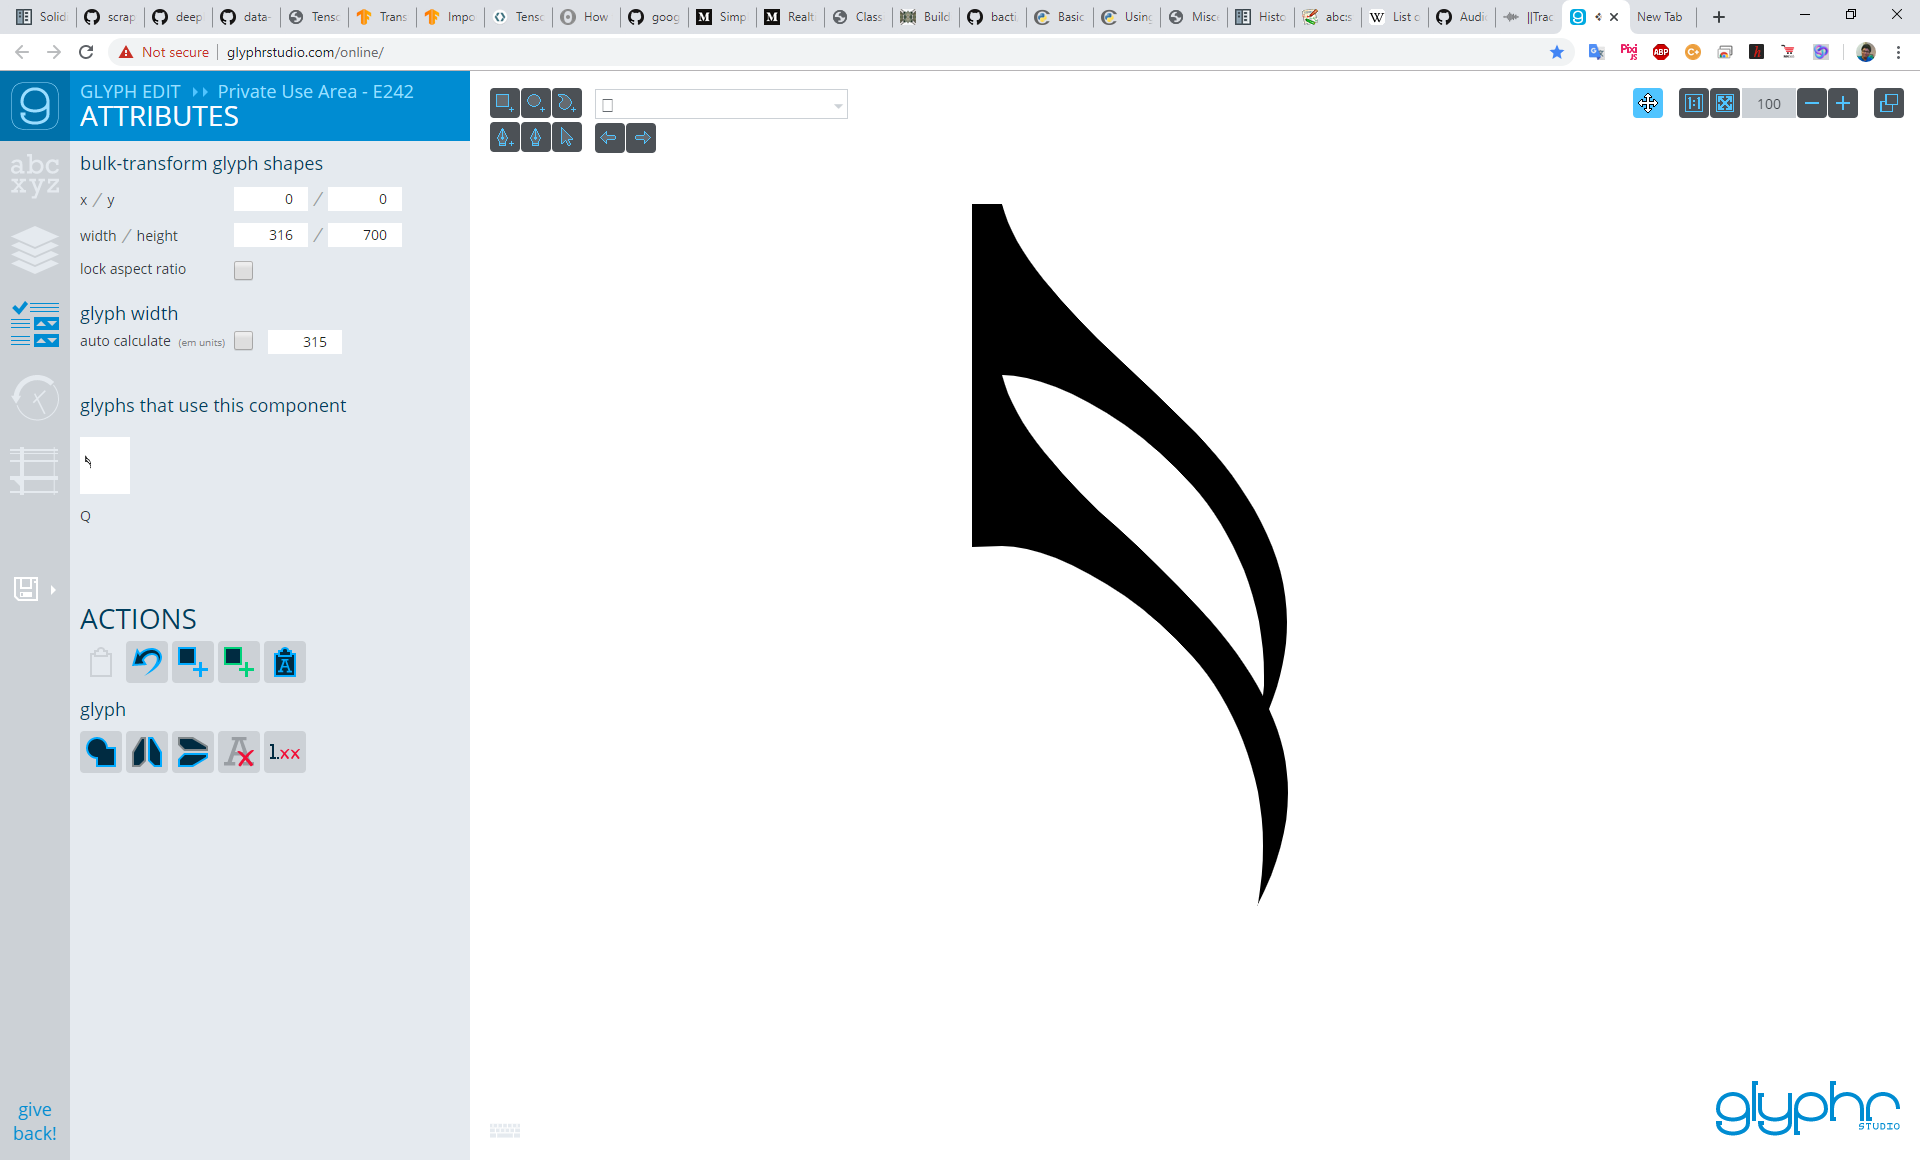 Solid scrap deep data- Tenso Trans Impo Tenso How goog Simp Realt Class Build bacti Basic Using Misc Histo abc:s List o Audi ||Trac New Tab
Not secure glyphrstudio.com/online/
GLYPH EDIT Private Use Area - E242
ATTRIBUTES
bulk-transform glyph shapes
x / y 0 / 0
width / height 316 / 700
lock aspect ratio
glyph width
auto calculate (em units) 315
glyphs that use this component
Q
ACTIONS
glyph
1.xx
abc
xyz
give
back!
1:1 100
glyphr
STUDIO